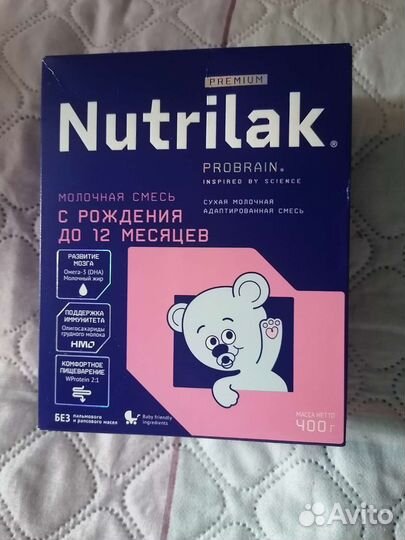 PREMIUM
Nutrilak®
PROBRAIN®
INSPIRED BY SCIENCE
МОЛОЧНАЯ СМЕСЬ
С РОЖДЕНИЯ
ДО 12 МЕСЯЦЕВ
СУХАЯ МОЛОЧНАЯ
АДАПТИРОВАННАЯ СМЕСЬ
РАЗВИТИЕ
МОЗГА
Омега-3 (DHA)
Молочный жир
ПОДДЕРЖКА
ИММУНИТЕТА
Олигосахариды
грудного молока
HMO
КОМФОРТНОЕ
ПИЩЕВАРЕНИЕ
WProtein 2:1
БЕЗ пальмового
и рапсового масел
Baby friendly
ingredients
МАССА НЕТТО
400 г
Avito